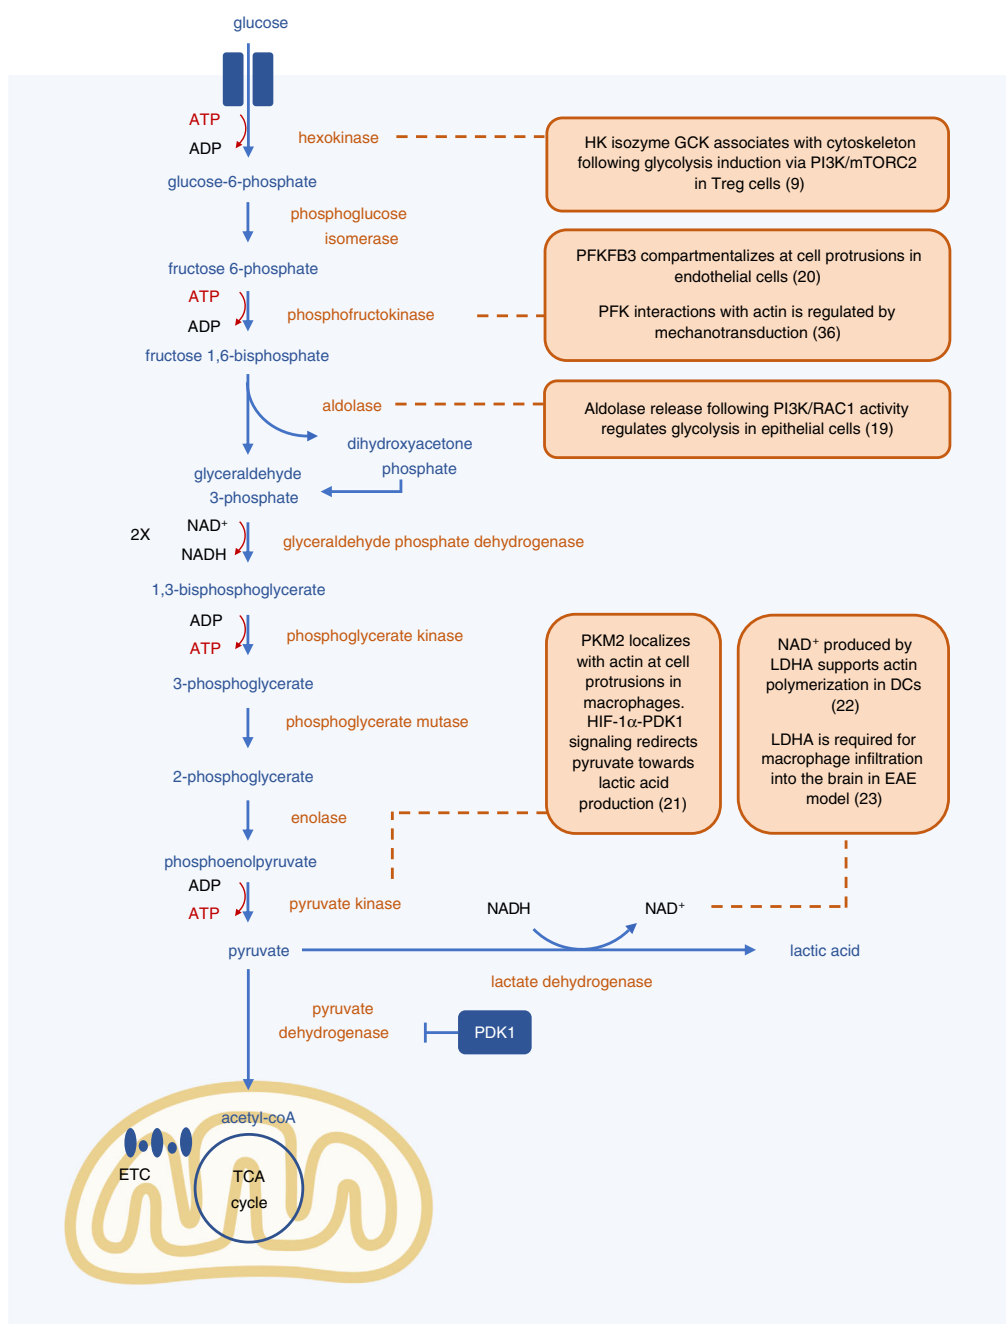 glucose
ATP
ADP
hexokinase
HK isozyme GCK associates with cytoskeleton
following glycolysis induction via PI3K/mTORC2
in Treg cells (9)
glucose-6-phosphate
phosphoglucose
isomerase
fructose 6-phosphate
ATP
ADP
phosphofructokinase
PFKFB3 compartmentalizes at cell protrusions in
endothelial cells (20)
PFK interactions with actin is regulated by
mechanotransduction (36)
fructose 1,6-bisphosphate
aldolase
Aldolase release following PI3K/RAC1 activity
regulates glycolysis in epithelial cells (19)
dihydroxyacetone
phosphate
glyceraldehyde
3-phosphate
2X
NAD+
NADH
glyceraldehyde phosphate dehydrogenase
1,3-bisphosphoglycerate
ADP
ATP
phosphoglycerate kinase
3-phosphoglycerate
phosphoglycerate mutase
2-phosphoglycerate
enolase
phosphoenolpyruvate
ADP
ATP
pyruvate kinase
PKM2 localizes
with actin at cell
protrusions in
macrophages.
HIF-1α-PDK1
signaling redirects
pyruvate towards
lactic acid
production (21)
NAD+ produced by
LDHA supports actin
polymerization in DCs
(22)
LDHA is required for
macrophage infiltration
into the brain in EAE
model (23)
NADH
NAD+
pyruvate
lactic acid
lactate dehydrogenase
pyruvate
dehydrogenase
PDK1
acetyl-coA
ETC
TCA
cycle